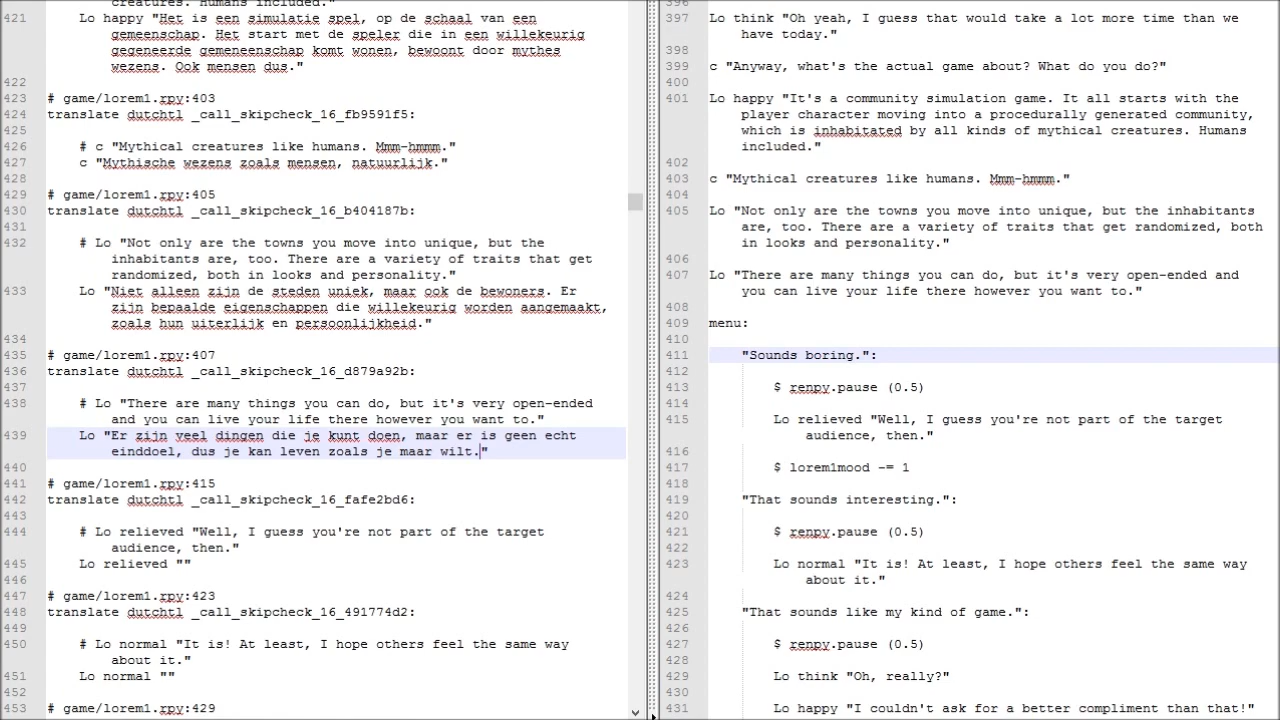 creatures. Humans included."
421 Lo happy "Het is een simulatie spel, op de schaal van een
gemeenschap. Het start met de speler die in een willekeurig
gegeneerde gemeneenschap komt wonen, bewoont door mythes
wezens. Ook mensen dus."
422
423 # game/lorem1.rpy:403
424 translate dutchtl _call_skipcheck_16_fb9591f5:
425
426 # c "Mythical creatures like humans. Mmm-hmmm."
427 c "Mythische wezens zoals mensen, natuurlijk."
428
429 # game/lorem1.rpy:405
430 translate dutchtl _call_skipcheck_16_b404187b:
431
432 # Lo "Not only are the towns you move into unique, but the
inhabitants are, too. There are a variety of traits that get
randomized, both in looks and personality."
433 Lo "Niet alleen zijn de steden uniek, maar ook de bewoners. Er
zijn bepaalde eigenschappen die willekeurig worden aangemaakt,
zoals hun uiterlijk en persoonlijkheid."
434
435 # game/lorem1.rpy:407
436 translate dutchtl _call_skipcheck_16_d879a92b:
437
438 # Lo "There are many things you can do, but it's very open-ended
and you can live your life there however you want to."
439 Lo "Er zijn veel dingen die je kunt doen, maar er is geen echt
einddoel, dus je kan leven zoals je maar wilt."
440
441 # game/lorem1.rpy:415
442 translate dutchtl _call_skipcheck_16_fafe2bd6:
443
444 # Lo relieved "Well, I guess you're not part of the target
audience, then."
445 Lo relieved ""
446
447 # game/lorem1.rpy:423
448 translate dutchtl _call_skipcheck_16_491774d2:
449
450 # Lo normal "It is! At least, I hope others feel the same way
about it."
451 Lo normal ""
452
453 # game/lorem1.rpy:429
396
397 Lo think "Oh yeah, I guess that would take a lot more time than we
have today."
398
399 c "Anyway, what's the actual game about? What do you do?"
400
401 Lo happy "It's a community simulation game. It all starts with the
player character moving into a procedurally generated community,
which is inhabitated by all kinds of mythical creatures. Humans
included."
402
403 c "Mythical creatures like humans. Mmm-hmmm."
404
405 Lo "Not only are the towns you move into unique, but the inhabitants
are, too. There are a variety of traits that get randomized, both
in looks and personality."
406
407 Lo "There are many things you can do, but it's very open-ended and
you can live your life there however you want to."
408
409 menu:
410
411 "Sounds boring.":
412
413 $ renpy.pause (0.5)
414
415 Lo relieved "Well, I guess you're not part of the target
audience, then."
416
417 $ lorem1mood -= 1
418
419 "That sounds interesting.":
420
421 $ renpy.pause (0.5)
422
423 Lo normal "It is! At least, I hope others feel the same way
about it."
424
425 "That sounds like my kind of game.":
426
427 $ renpy.pause (0.5)
428
429 Lo think "Oh, really?"
430
431 Lo happy "I couldn't ask for a better compliment than that!"